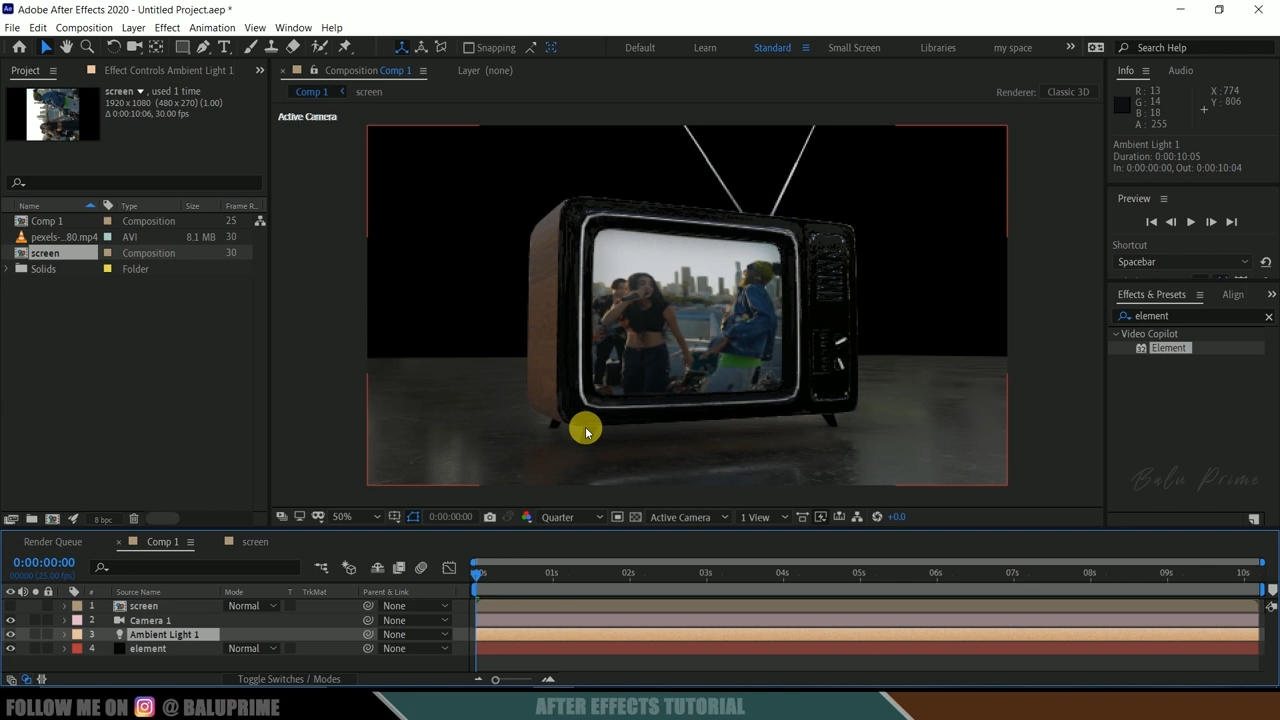 Adobe After Effects 2020 - Untitled Project.aep *
File Edit Composition Layer Effect Animation View Window Help
Snapping
Default Learn Standard Small Screen Libraries my space
Search Help
Project
Effect Controls Ambient Light 1
Composition Comp 1
Layer (none)
Info Audio
screen , used 1 time
1920 x 1080 (480 x 270) (1.00)
Δ 0:00:10:06, 30.00 fps
Comp 1 screen
Renderer: Classic 3D
R: 13
G: 14
B: 18
A: 255
X: 774
Y: 806
Active Camera
Ambient Light 1
Duration: 0:00:10:05
In: 0:00:00:00, Out: 0:00:10:04
Preview
Shortcut
Spacebar
Name Type Size Frame R...
Comp 1 Composition 25
pexels-...80.mp4 AVI 8.1 MB 30
screen Composition 30
Solids Folder
Effects & Presets Align
element
Video Copilot
32 Element
Balu Prime
8 bpc
50% 0:00:00:00 Quarter Active Camera 1 View +0.0
Render Queue Comp 1 screen
0:00:00:00
00000 (25.00 fps)
:00s 01s 02s 03s 04s 05s 06s 07s 08s 09s 10s
# Source Name Mode T TrkMat Parent & Link
1 screen Normal None
2 Camera 1 None
3 Ambient Light 1 None
4 element Normal None
Toggle Switches / Modes
FOLLOW ME ON @ BALUPRIME
AFTER EFFECTS TUTORIAL